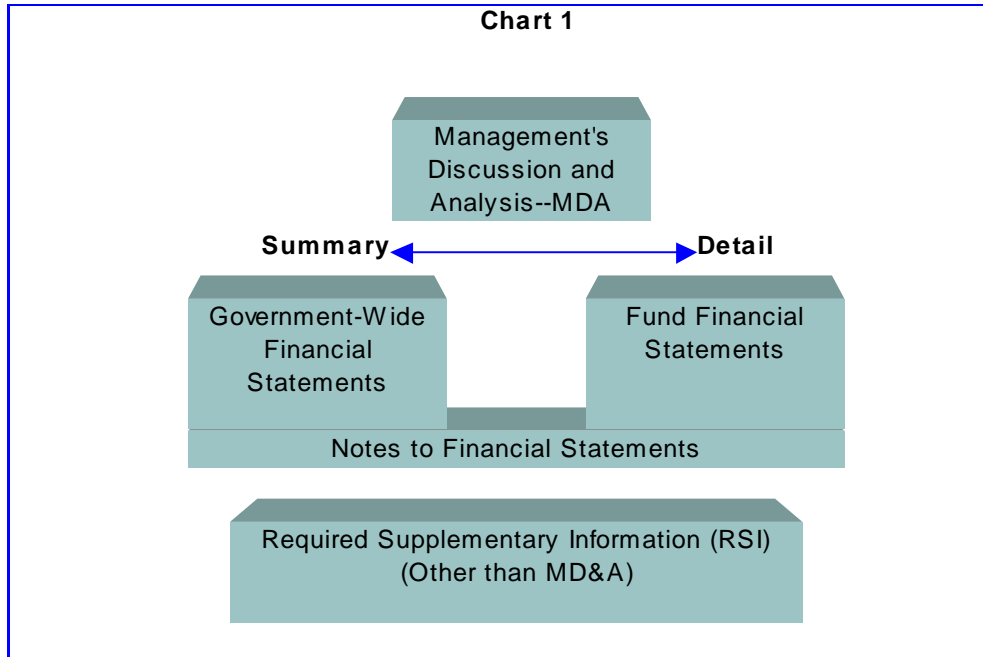 Chart 1
Management's
Discussion and
Analysis--MDA
Summary
Detail
Government-Wide
Financial
Statements
Fund Financial
Statements
Notes to Financial Statements
Required Supplementary Information (RSI)
(Other than MD&A)